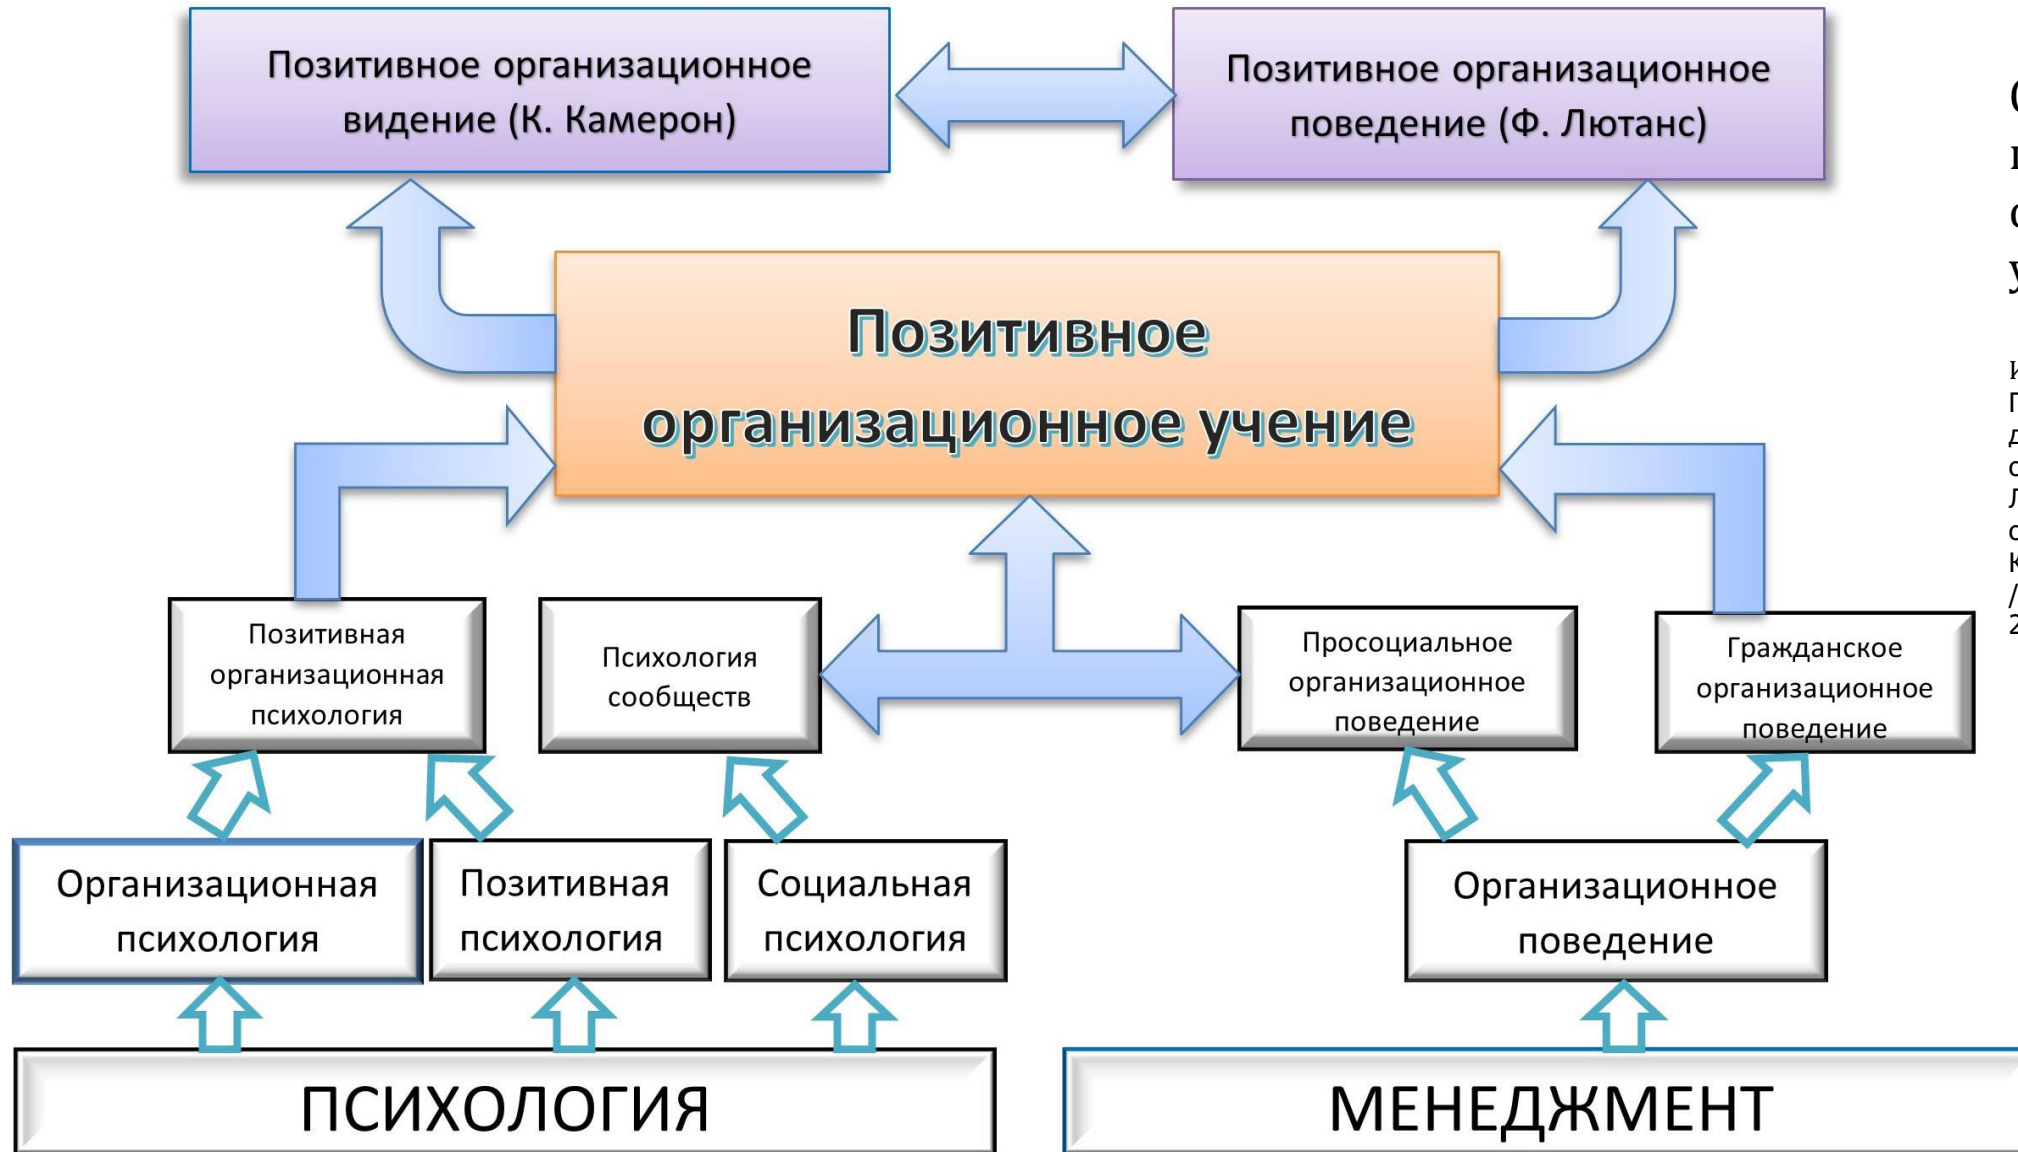 Позитивное организационное
видение (К. Камерон)
Позитивное организационное
поведение (Ф. Лютанс)
Позитивное
организационное учение
Позитивная
организационная
психология
Психология
сообществ
Просоциальное
организационное
поведение
Гражданское
организационное
поведение
Организационная
психология
Позитивная
психология
Социальная
психология
Организационное
поведение
ПСИХОЛОГИЯ
МЕНЕДЖМЕНТ